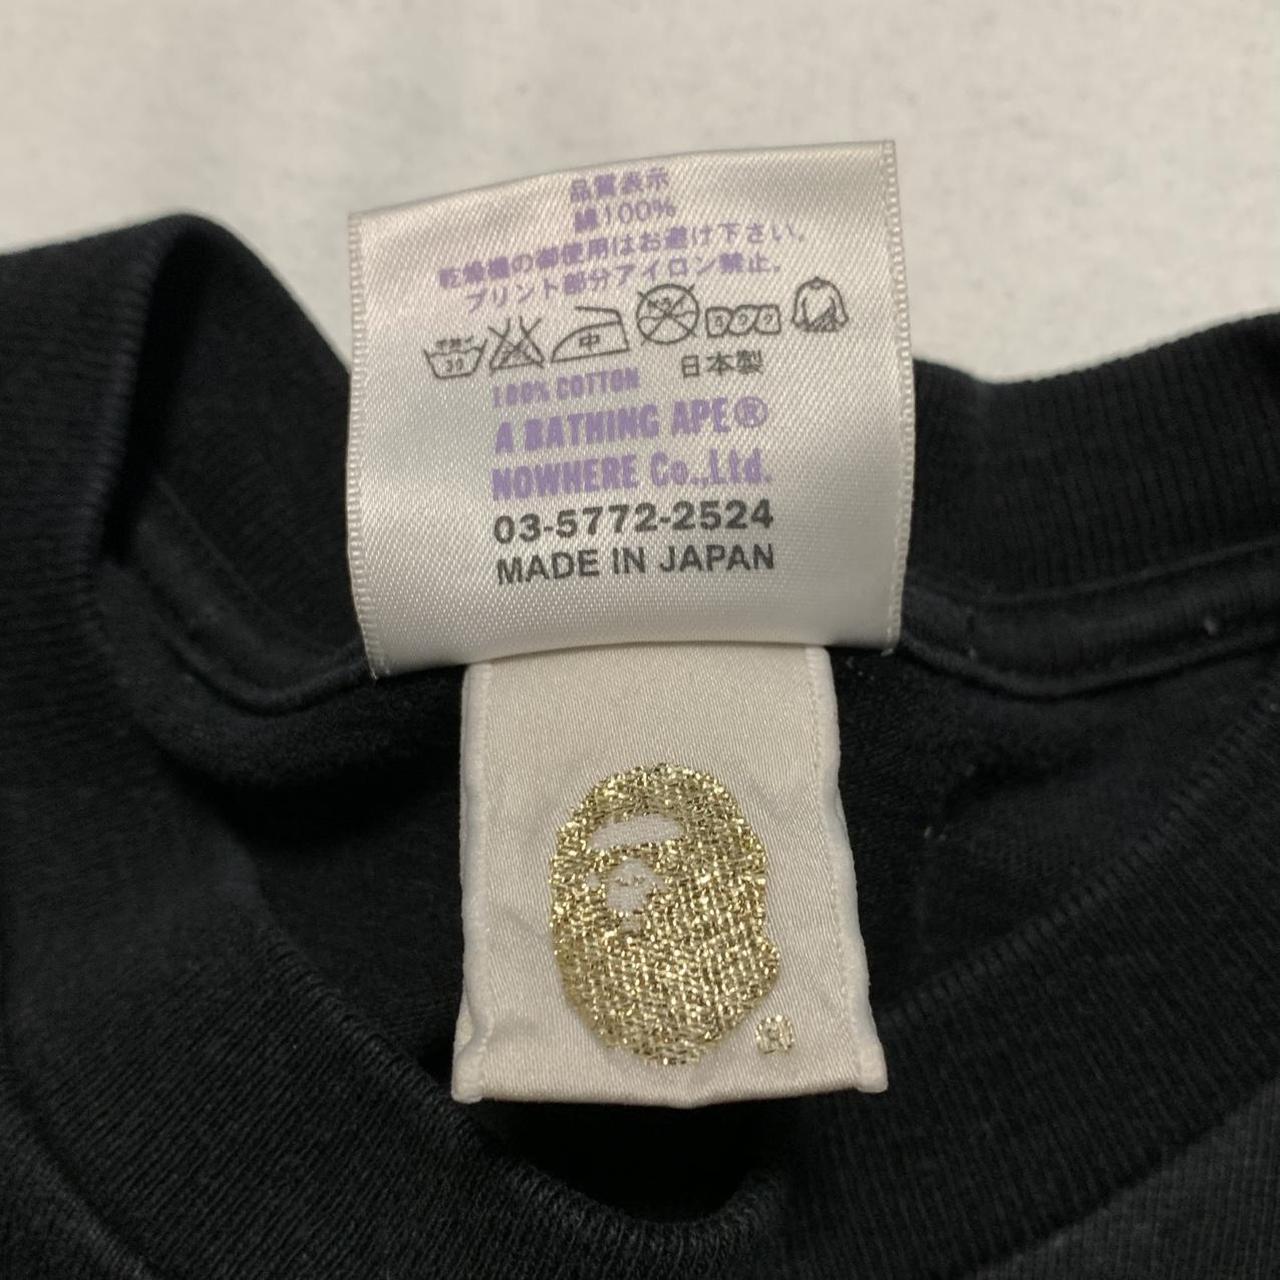 品質表示
綿100%
乾燥機の御使用はお避け下さい。
プリント部分アイロン禁止。
30
中
日本製
100% COTTON
A BATHING APE®
NOWHERE Co.,Ltd.
03-5772-2524
MADE IN JAPAN
®